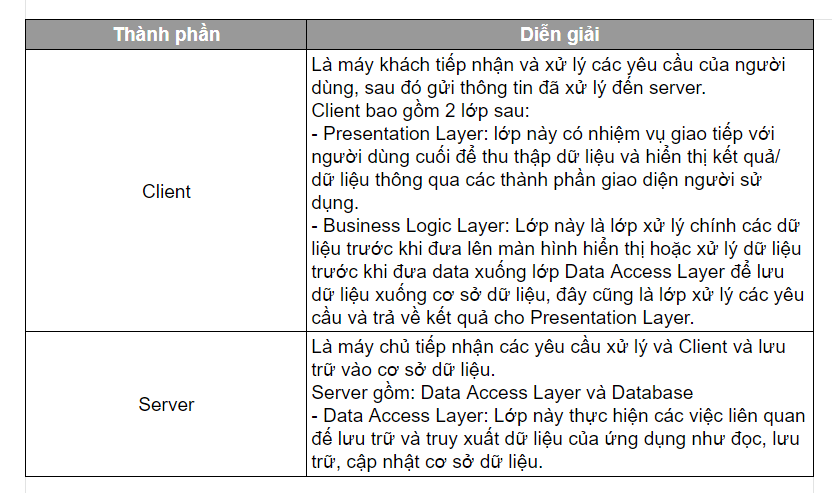 Thành phần
Diễn giải
Client
Là máy khách tiếp nhận và xử lý các yêu cầu của người
dùng, sau đó gửi thông tin đã xử lý đến server.
Client bao gồm 2 lớp sau:
- Presentation Layer: lớp này có nhiệm vụ giao tiếp với
người dùng cuối để thu thập dữ liệu và hiển thị kết quả/
dữ liệu thông qua các thành phần giao diện người sử
dụng.
- Business Logic Layer: Lớp này là lớp xử lý chính các dữ
liệu trước khi đưa lên màn hình hiển thị hoặc xử lý dữ liệu
trước khi đưa data xuống lớp Data Access Layer để lưu
dữ liệu xuống cơ sở dữ liệu, đây cũng là lớp xử lý các yêu
cầu và trả về kết quả cho Presentation Layer.
Server
Là máy chủ tiếp nhận các yêu cầu xử lý và Client và lưu
trữ vào cơ sở dữ liệu.
Server gồm: Data Access Layer và Database
- Data Access Layer: Lớp này thực hiện các việc liên quan
để lưu trữ và truy xuất dữ liệu của ứng dụng như đọc, lưu
trữ, cập nhật cơ sở dữ liệu.